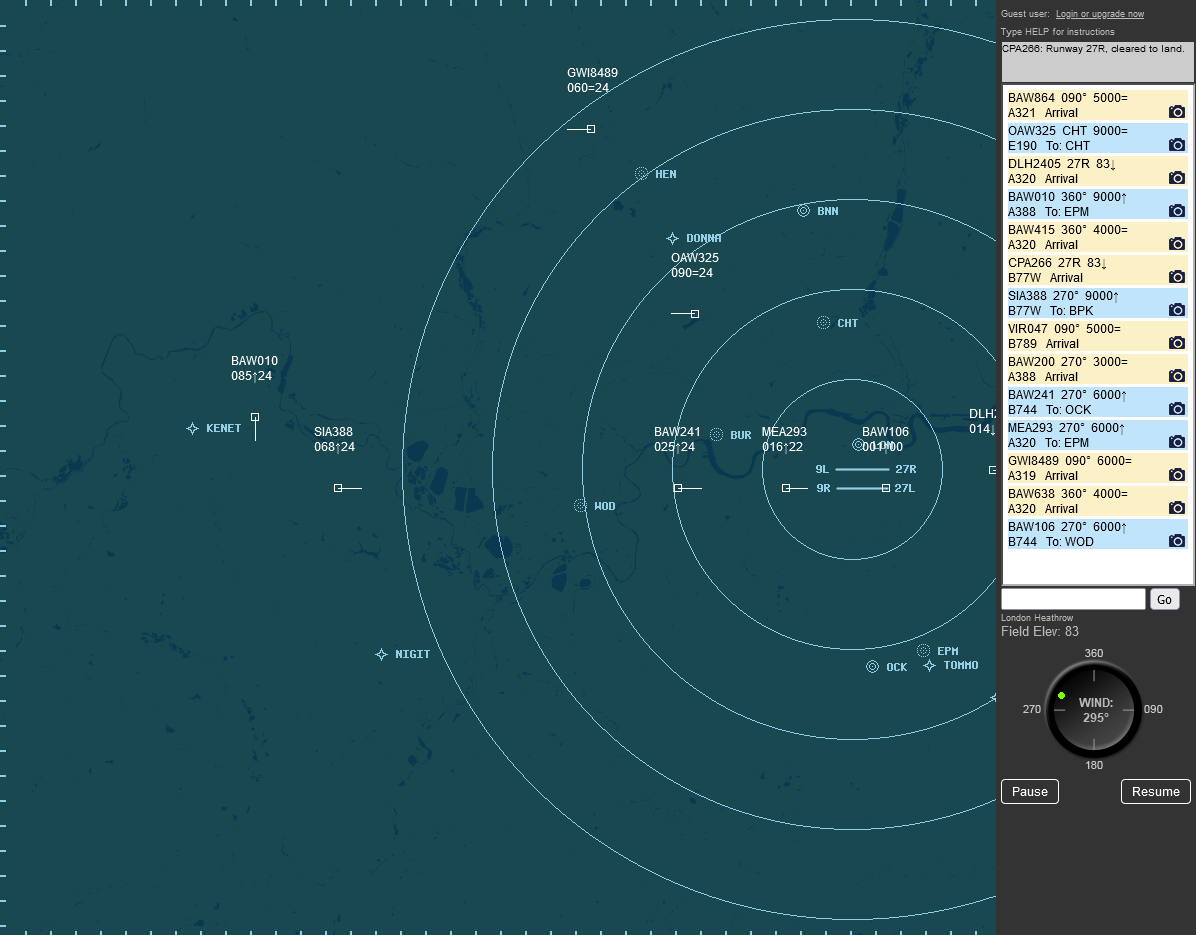 GWI8489
060=24
HEN
BNN
DONNA
OAW325
090=24
CHT
BAW010
085↑24
KENET
SIA388
068↑24
BAW241
025↑24
BUR
MEA293
016↑22
BAW106
001↑00
DLH2
014↓
9L
27R
9R
27L
WOD
NIGIT
EPM
OCK
TOMMO
Guest user: Login or upgrade now
Type HELP for instructions
CPA266: Runway 27R, cleared to land.
BAW864 090° 5000=
A321 Arrival
OAW325 CHT 9000=
E190 To: CHT
DLH2405 27R 83↓
A320 Arrival
BAW010 360° 9000↑
A388 To: EPM
BAW415 360° 4000=
A320 Arrival
CPA266 27R 83↓
B77W Arrival
SIA388 270° 9000↑
B77W To: BPK
VIR047 090° 5000=
B789 Arrival
BAW200 270° 3000=
A388 Arrival
BAW241 270° 6000↑
B744 To: OCK
MEA293 270° 6000↑
A320 To: EPM
GWI8489 090° 6000=
A319 Arrival
BAW638 360° 4000=
A320 Arrival
BAW106 270° 6000↑
B744 To: WOD
Go
London Heathrow
Field Elev: 83
360
270
WIND:
295°
090
180
Pause
Resume